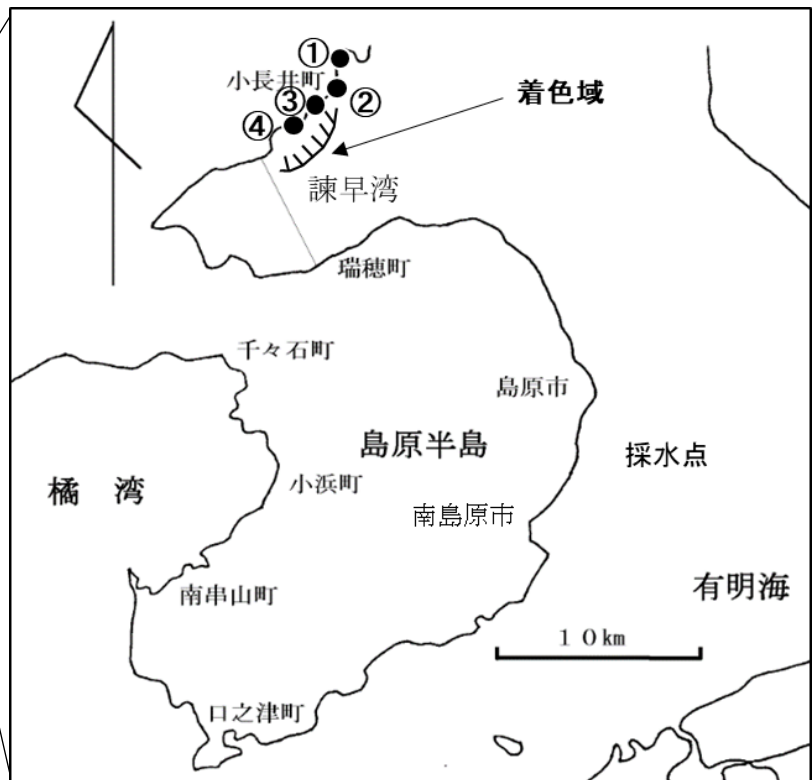 ①
小長井町
②
③
④
着色域
諫早湾
瑞穂町
千々石町
島原市
島原半島
採水点
橘 湾
小浜町
南島原市
有明海
南串山町
10km
口之津町